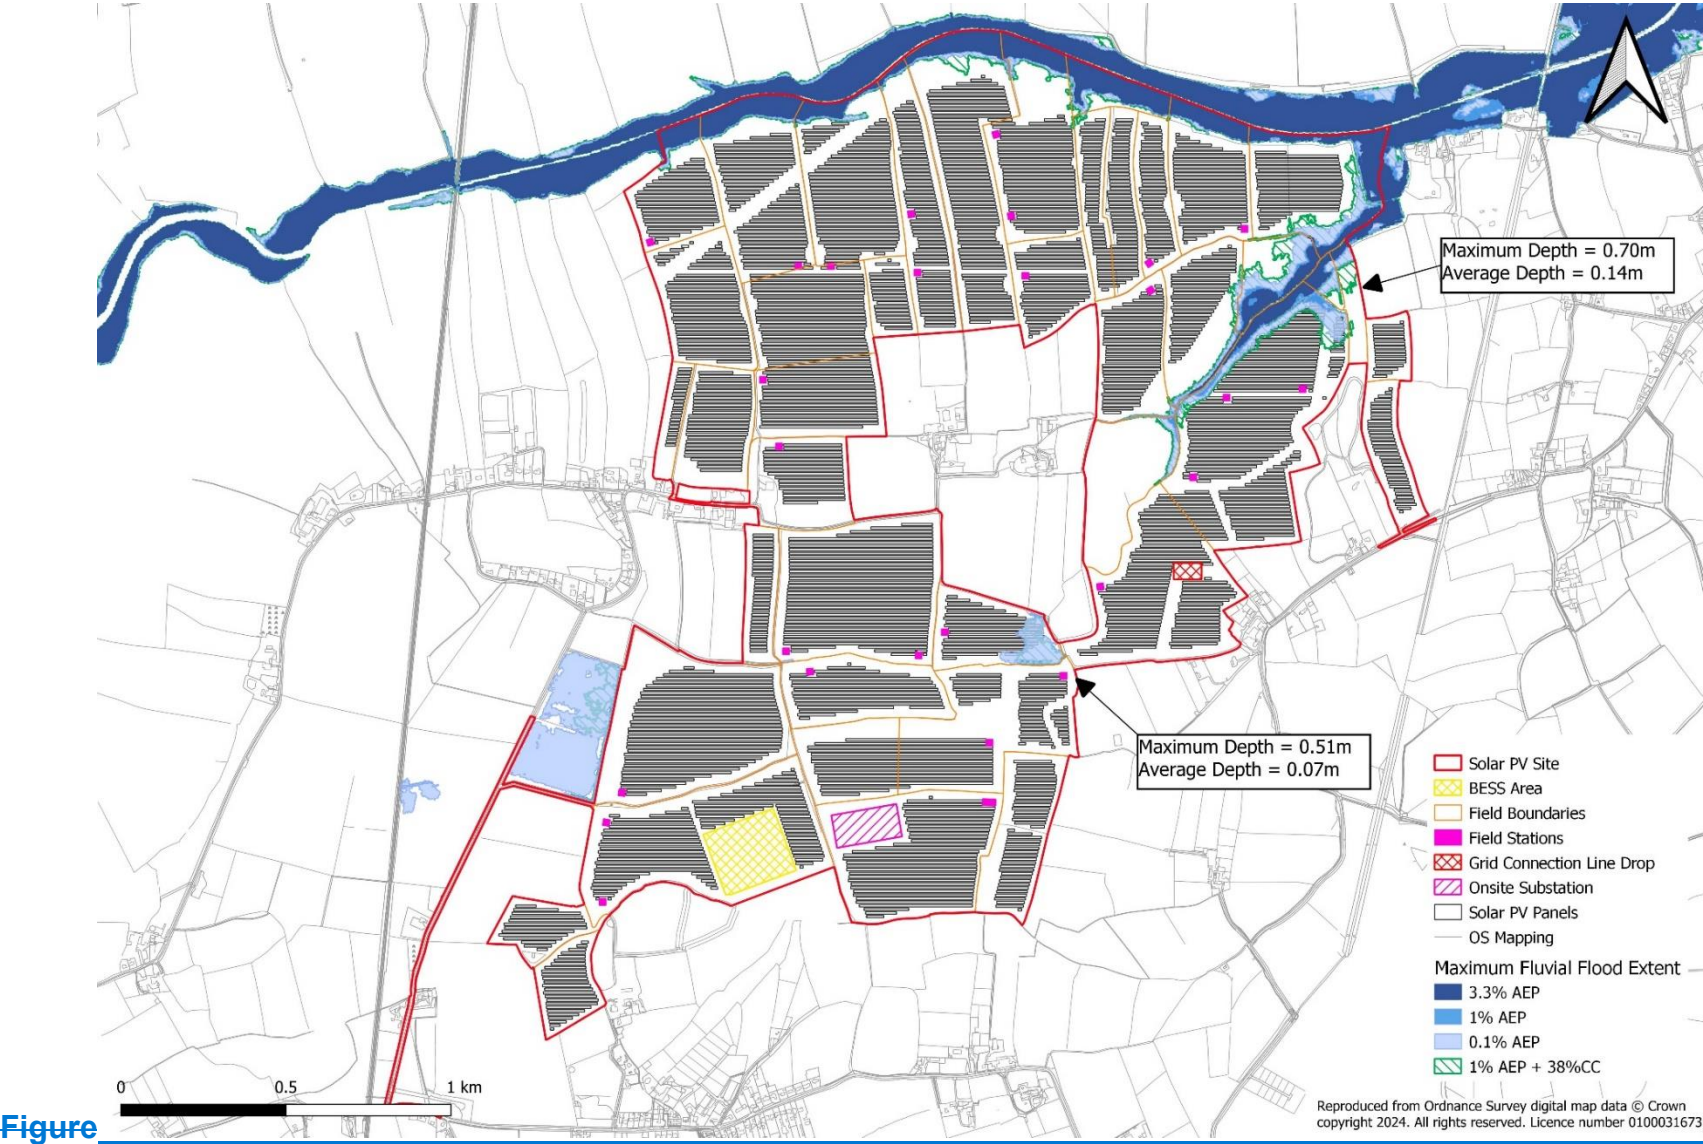 Maximum Depth = 0.70m
Average Depth = 0.14m
Maximum Depth = 0.51m
Average Depth = 0.07m
Solar PV Site
BESS Area
Field Boundaries
Field Stations
Grid Connection Line Drop
Onsite Substation
Solar PV Panels
OS Mapping
Maximum Fluvial Flood Extent
3.3% AEP
1% AEP
0.1% AEP
1% AEP + 38%CC
0 0.5 1 km
Reproduced from Ordnance Survey digital map data © Crown
copyright 2024. All rights reserved. Licence number 0100031673
Figure